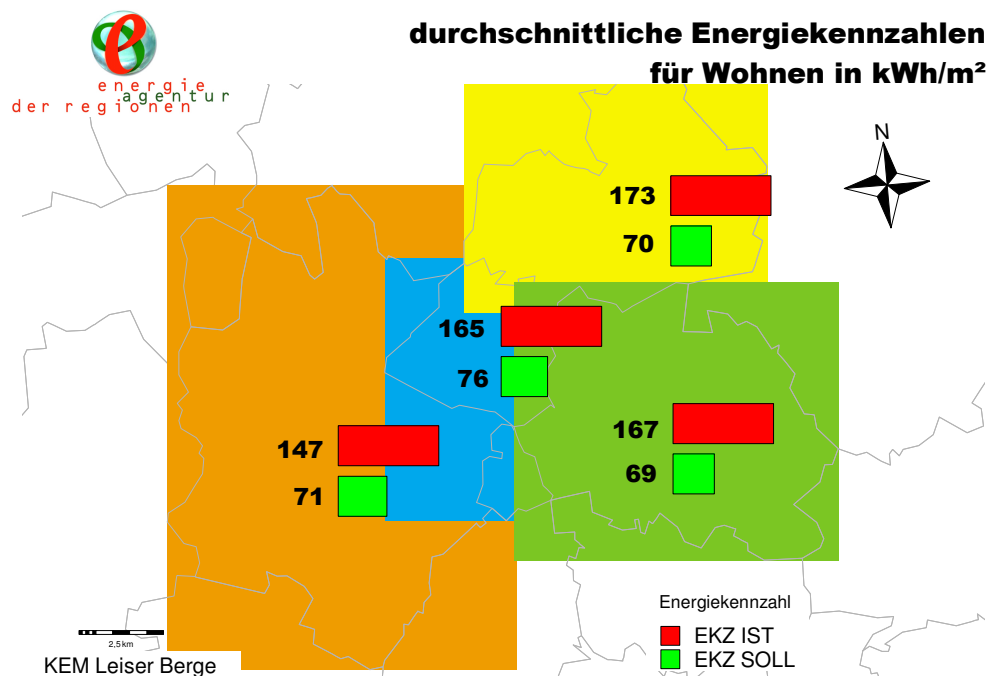 durchschnittliche Energiekennzahlen
für Wohnen in kWh/m²
energie
agentur
der regionen
N
173
70
165
76
167
69
147
71
Energiekennzahl
EKZ IST
EKZ SOLL
2,5 km
KEM Leiser Berge